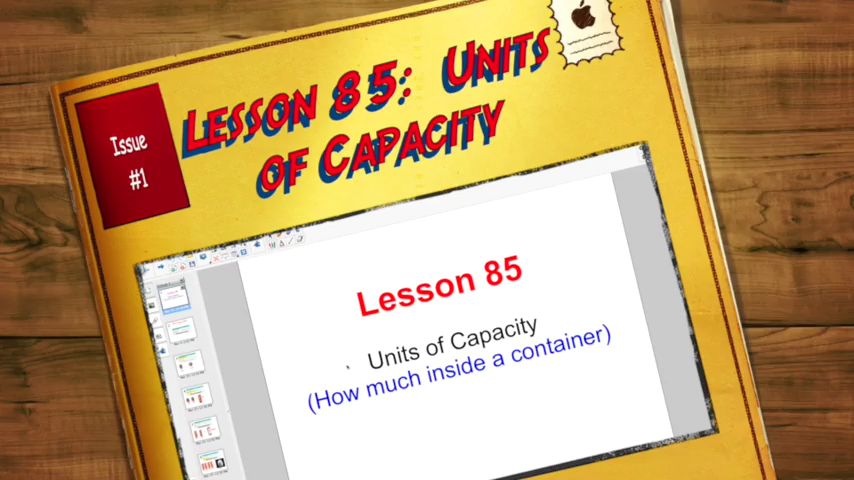 Issue
#1
LESSON 85: UNITS
OF CAPACITY
Lesson 85
Units of Capacity
(How much inside a container)